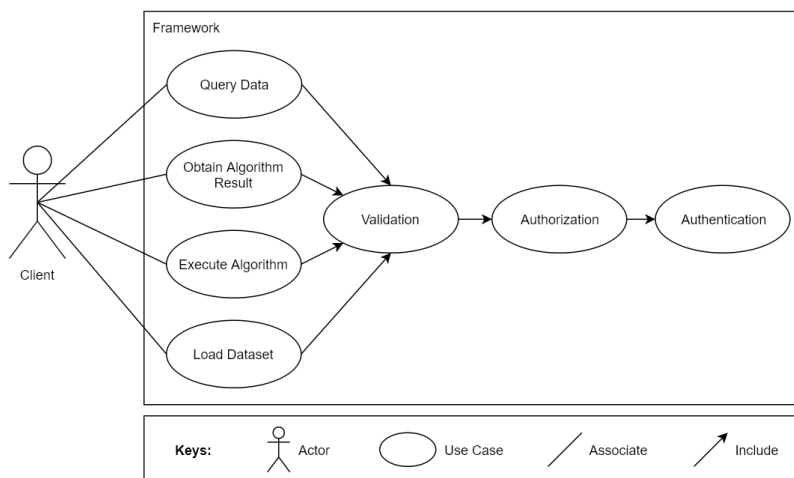 Framework
Query Data
Obtain Algorithm
Result
Execute Algorithm
Load Dataset
Validation
Authorization
Authentication
Client
Keys:
Actor
Use Case
Associate
Include